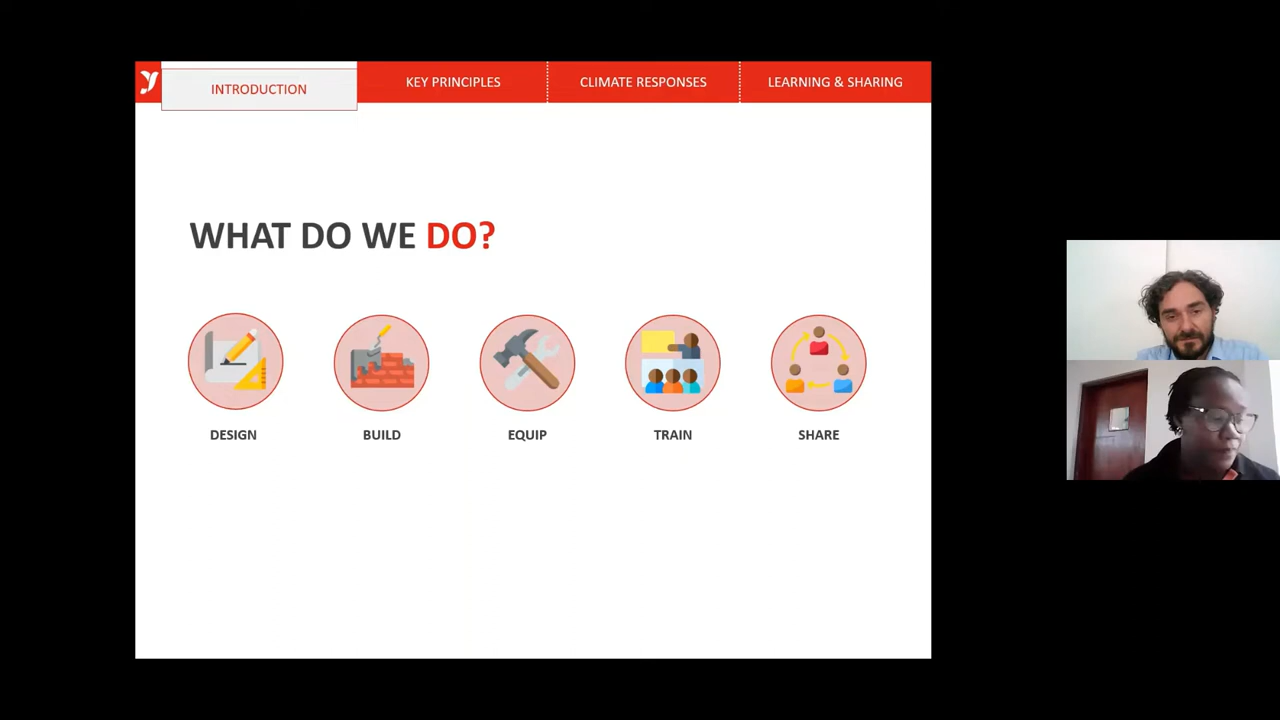 INTRODUCTION
KEY PRINCIPLES
CLIMATE RESPONSES
LEARNING & SHARING
WHAT DO WE DO?
DESIGN
BUILD
EQUIP
TRAIN
SHARE